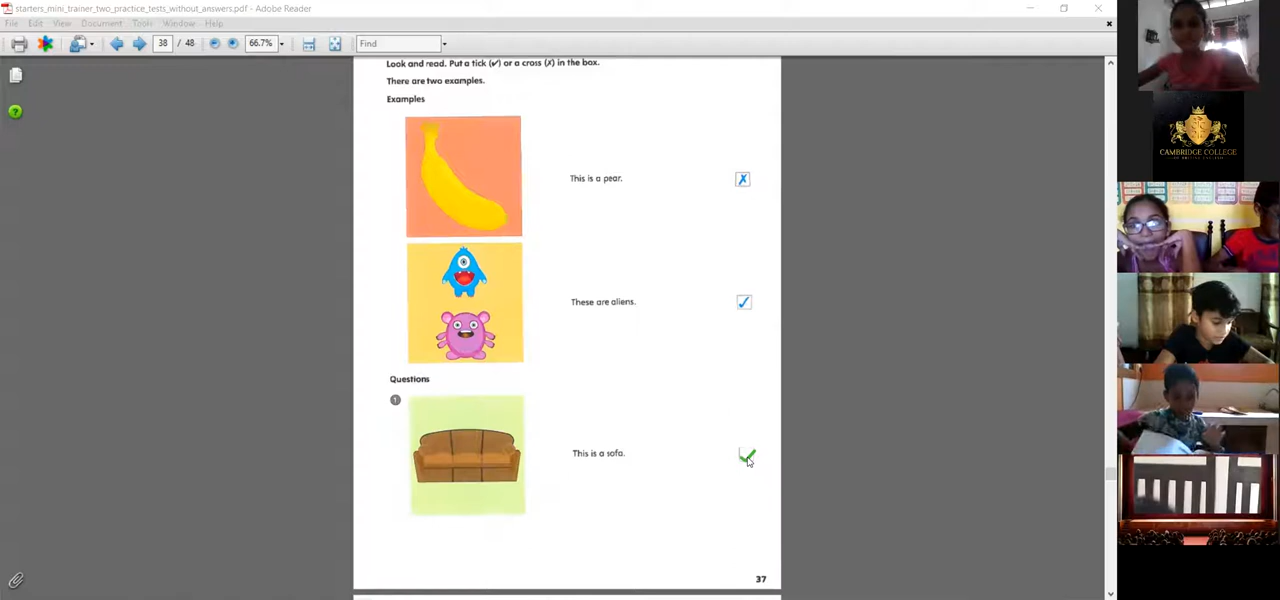 starters_mini_trainer_two_practice_tests_without_answers.pdf - Adobe Reader
File Edit View Document Tools Window Help
38 / 48 66.7% Find
Look and read. Put a tick (✔) or a cross (✗) in the box.
There are two examples.
Examples
This is a pear.
✗
These are aliens.
✓
Questions
1
This is a sofa.
37
CAMBRIDGE COLLEGE